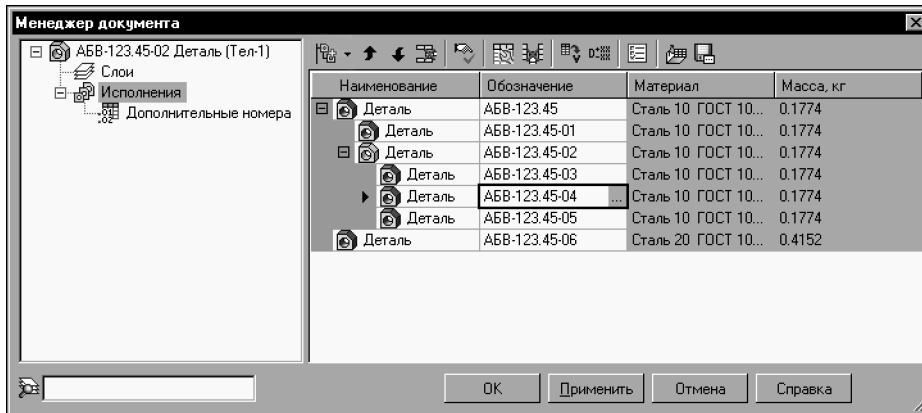 Менеджер документа
АБВ-123.45-02 Деталь (Тел-1)
Слои
Исполнения
Дополнительные номера
Наименование Обозначение Материал Масса, кг
Деталь АБВ-123.45 Сталь 10 ГОСТ 10... 0.1774
Деталь АБВ-123.45-01 Сталь 10 ГОСТ 10... 0.1774
Деталь АБВ-123.45-02 Сталь 10 ГОСТ 10... 0.1774
Деталь АБВ-123.45-03 Сталь 10 ГОСТ 10... 0.1774
Деталь АБВ-123.45-04 ... Сталь 10 ГОСТ 10... 0.1774
Деталь АБВ-123.45-05 Сталь 10 ГОСТ 10... 0.1774
Деталь АБВ-123.45-06 Сталь 20 ГОСТ 10... 0.4152
OK Применить Отмена Справка